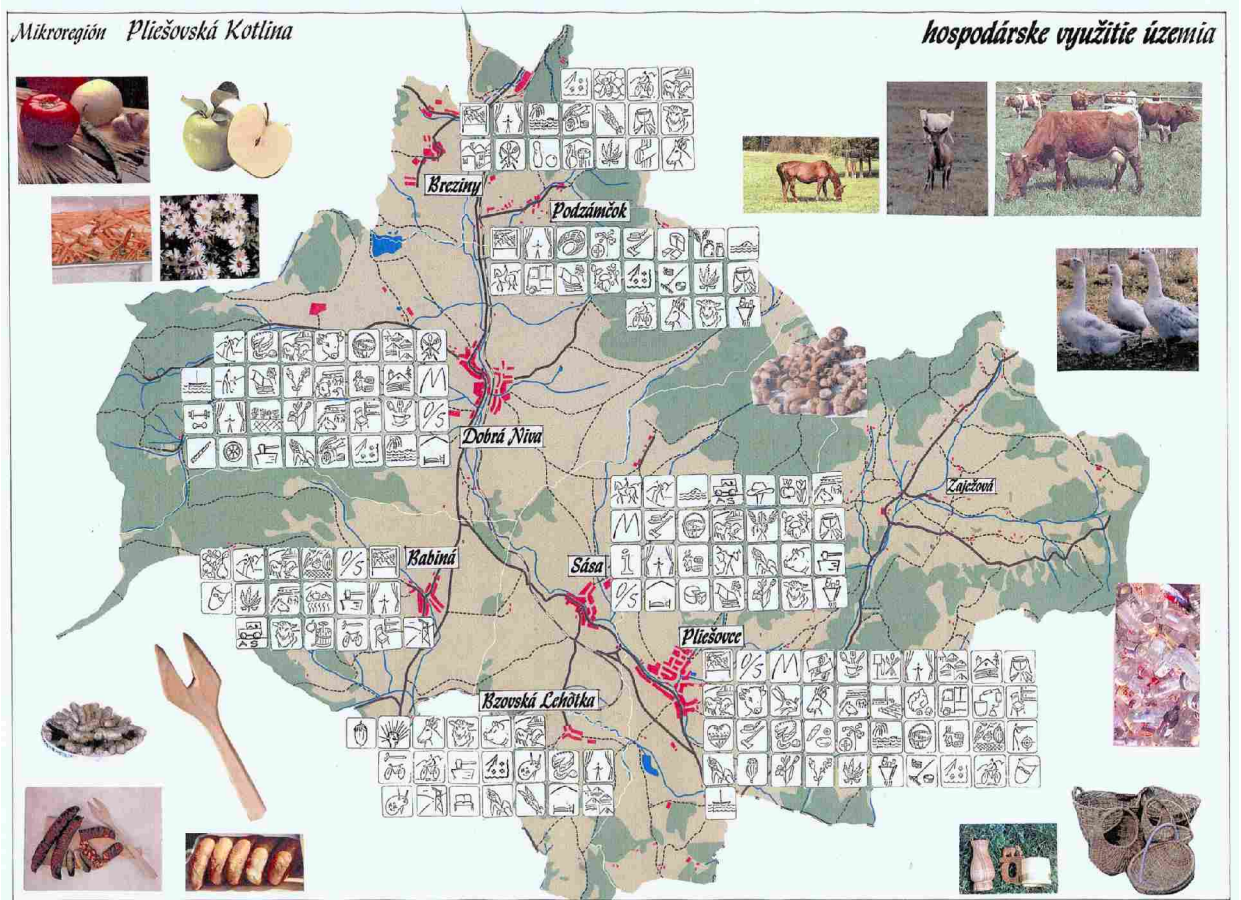 Mikroregión Pliešovská Kotlina
hospodárske využitie územia
Breziny
Podzámčok
Dobrá Niva
Zaježová
Babiná
Sása
Pliešovce
Bzovská Lehôtka